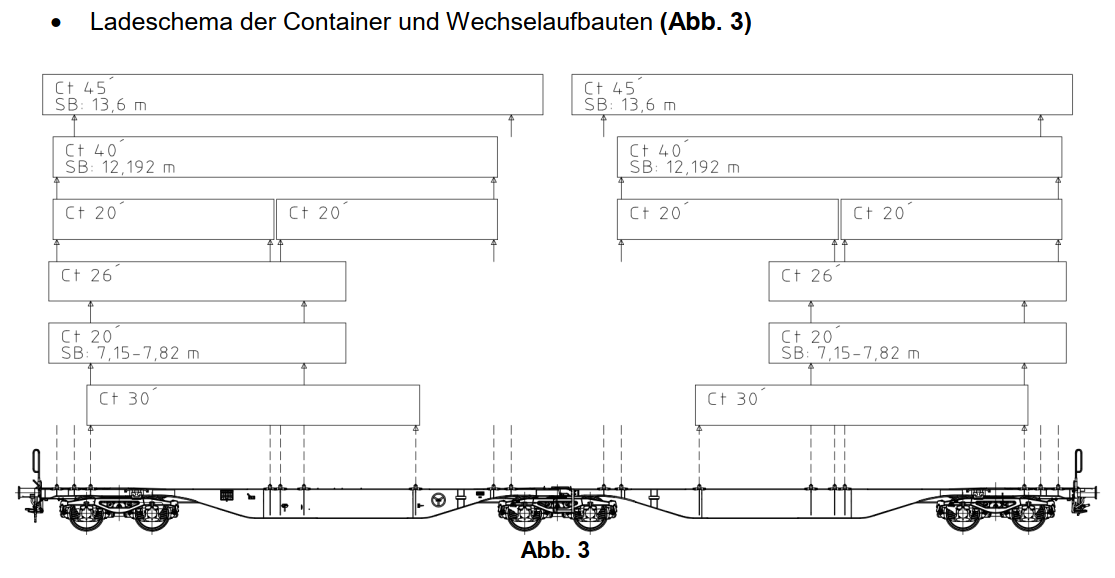 • Ladeschema der Container und Wechselaufbauten (Abb. 3)
Ct 45´
SB: 13,6 m
Ct 45´
SB: 13,6 m
Ct 40´
SB: 12,192 m
Ct 40´
SB: 12,192 m
Ct 20´
Ct 20´
Ct 20´
Ct 20´
Ct 26´
Ct 26´
Ct 20´
SB: 7,15-7,82 m
Ct 20´
SB: 7,15-7,82 m
Ct 30´
Ct 30´
Abb. 3